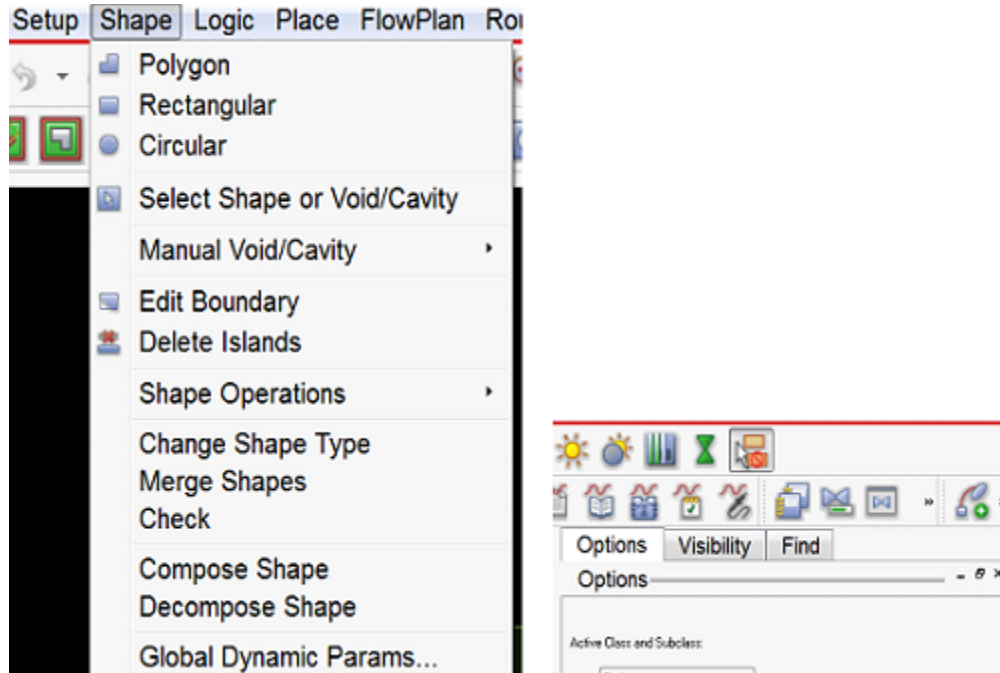 Setup Shape Logic Place FlowPlan
Polygon
Rectangular
Circular
Select Shape or Void/Cavity
Manual Void/Cavity
Edit Boundary
Delete Islands
Shape Operations
Change Shape Type
Merge Shapes
Check
Compose Shape
Decompose Shape
Global Dynamic Params...
Options Visibility Find
Options
Active Class and Subclass: